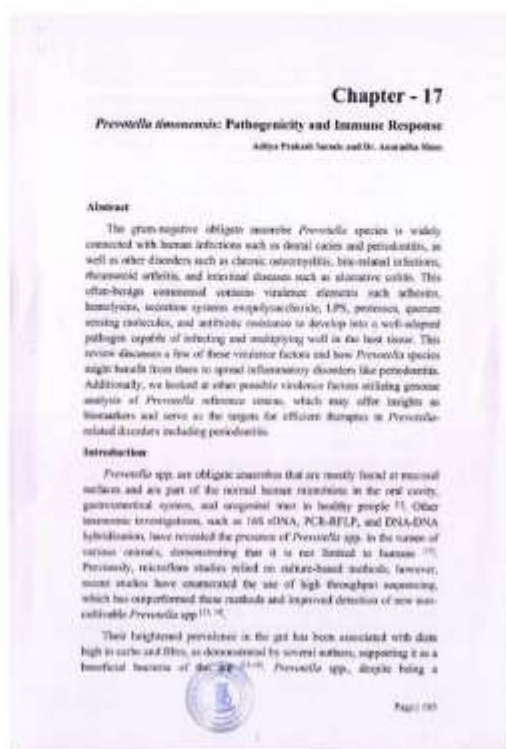 Chapter - 17
Prevotella timonensis: Pathogenicity and Immune Response
Aditya Prakash and Dr. Anuradha
Abstract
The gram-negative obligate anaerobe Prevotella species is widely
connected with human infections such as dental caries and periodontitis, as
well as other disorders such as chronic osteomyelitis, bite-related infections,
rheumatoid arthritis, and intestinal diseases such as ulcerative colitis. This
often-benign commensal contains virulence elements such adhesins,
hemolysins, secretion systems exopolysaccharide, LPS, proteases, quorum
sensing molecules, and antibiotic resistance to develop into a well-adapted
pathogen capable of infecting and multiplying well in the host tissue. This
review discusses a few of these virulence factors and how Prevotella species
might benefit from them to spread inflammatory disorders like periodontitis.
Additionally, we looked at other possible virulence factors utilizing genome
analysis of Prevotella reference strains, which may offer insights as
biomarkers and serve as the targets for efficient therapies in Prevotella-
related disorders including periodontitis.
Introduction
Prevotella spp. are obligate anaerobes that are mostly found at mucosal
surfaces and are part of the normal human microbiota in the oral cavity,
gastrointestinal system, and urogenital tract in healthy people. Other
taxonomic investigations, such as 16S rDNA, PCR-RFLP, and DNA-DNA
hybridization, have revealed the presence of Prevotella spp. in the rumen of
various animals, demonstrating that it is not limited to humans
Previously, microflora studies relied on culture-based methods; however,
recent studies have enumerated the use of high throughput sequencing,
which has outperformed these methods and improved detection of new non-
cultivable Prevotella spp
Their heightened prevalence in the gut has been associated with diets
high in carbs and fibre, as demonstrated by several authors, supporting it as a
beneficial bacteria of the Prevotella spp., despite being a
Page |